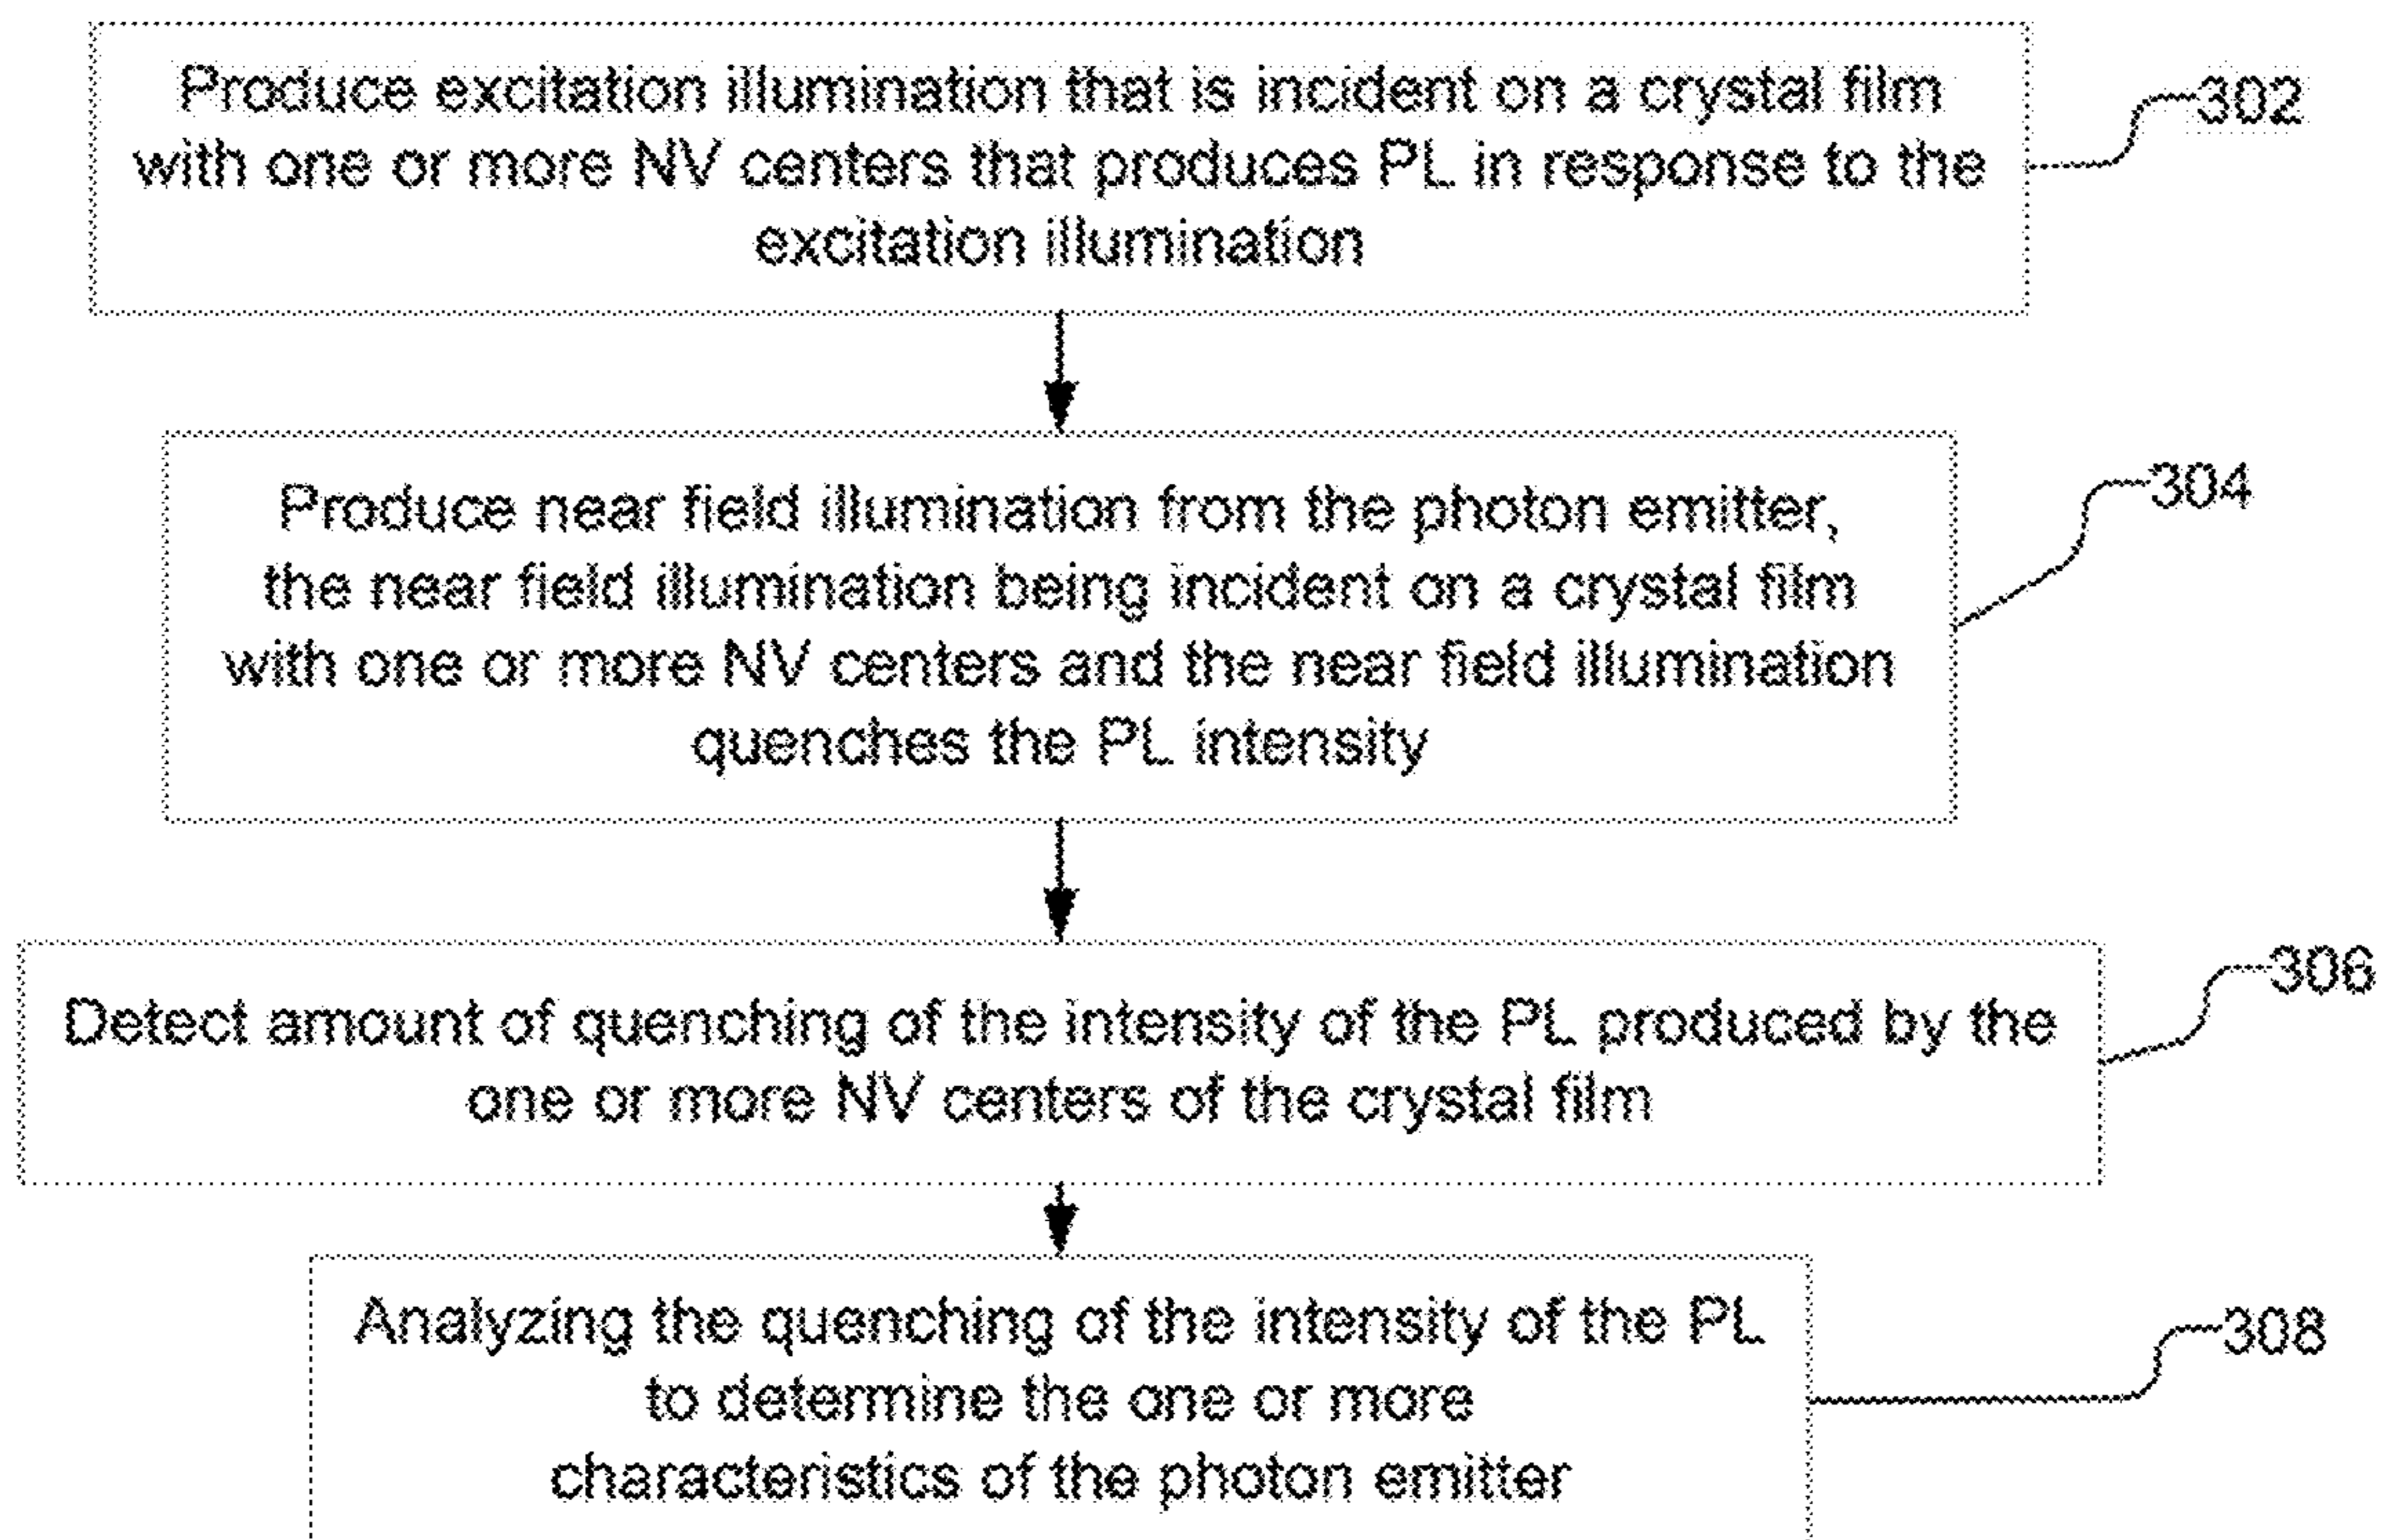 Produce excitation illumination that is incident on a crystal film
302
with one or more NV centers that produces PL in response to the
excitation illumination
Produce near field illumination from the photon emitter,
304
the near field illumination being incident on a crystal film
with one or more NV centers and the near field illumination
quenches the PL intensity
306
Detect amount of quenching of the intensity of the PL produced by the
one or more NV centers of the crystal film
Analyzing the quenching of the intensity of the PL
308
to determine the one or more
characteristics of the photon emitter